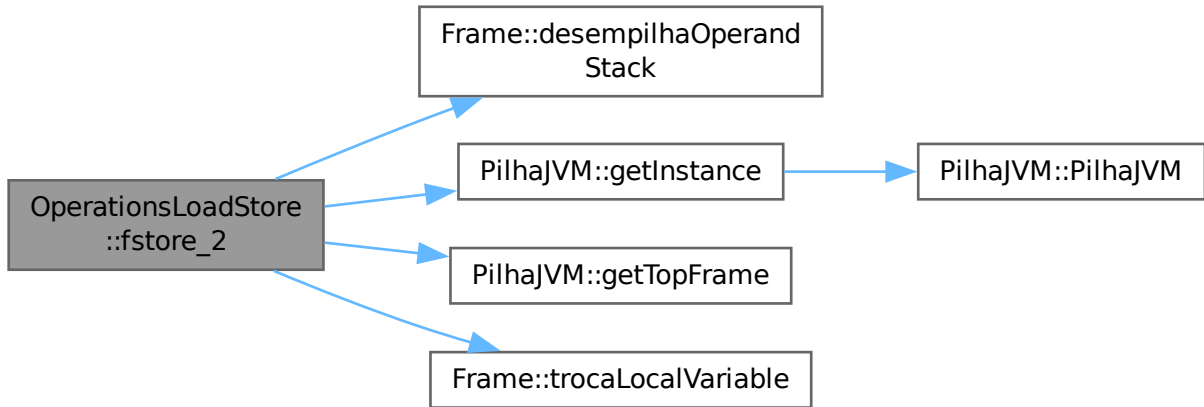 Frame::desempilhaOperand
Stack
PilhaJVM::getInstance
PilhaJVM::PilhaJVM
OperationsLoadStore
::fstore_2
PilhaJVM::getTopFrame
Frame::trocaLocalVariable